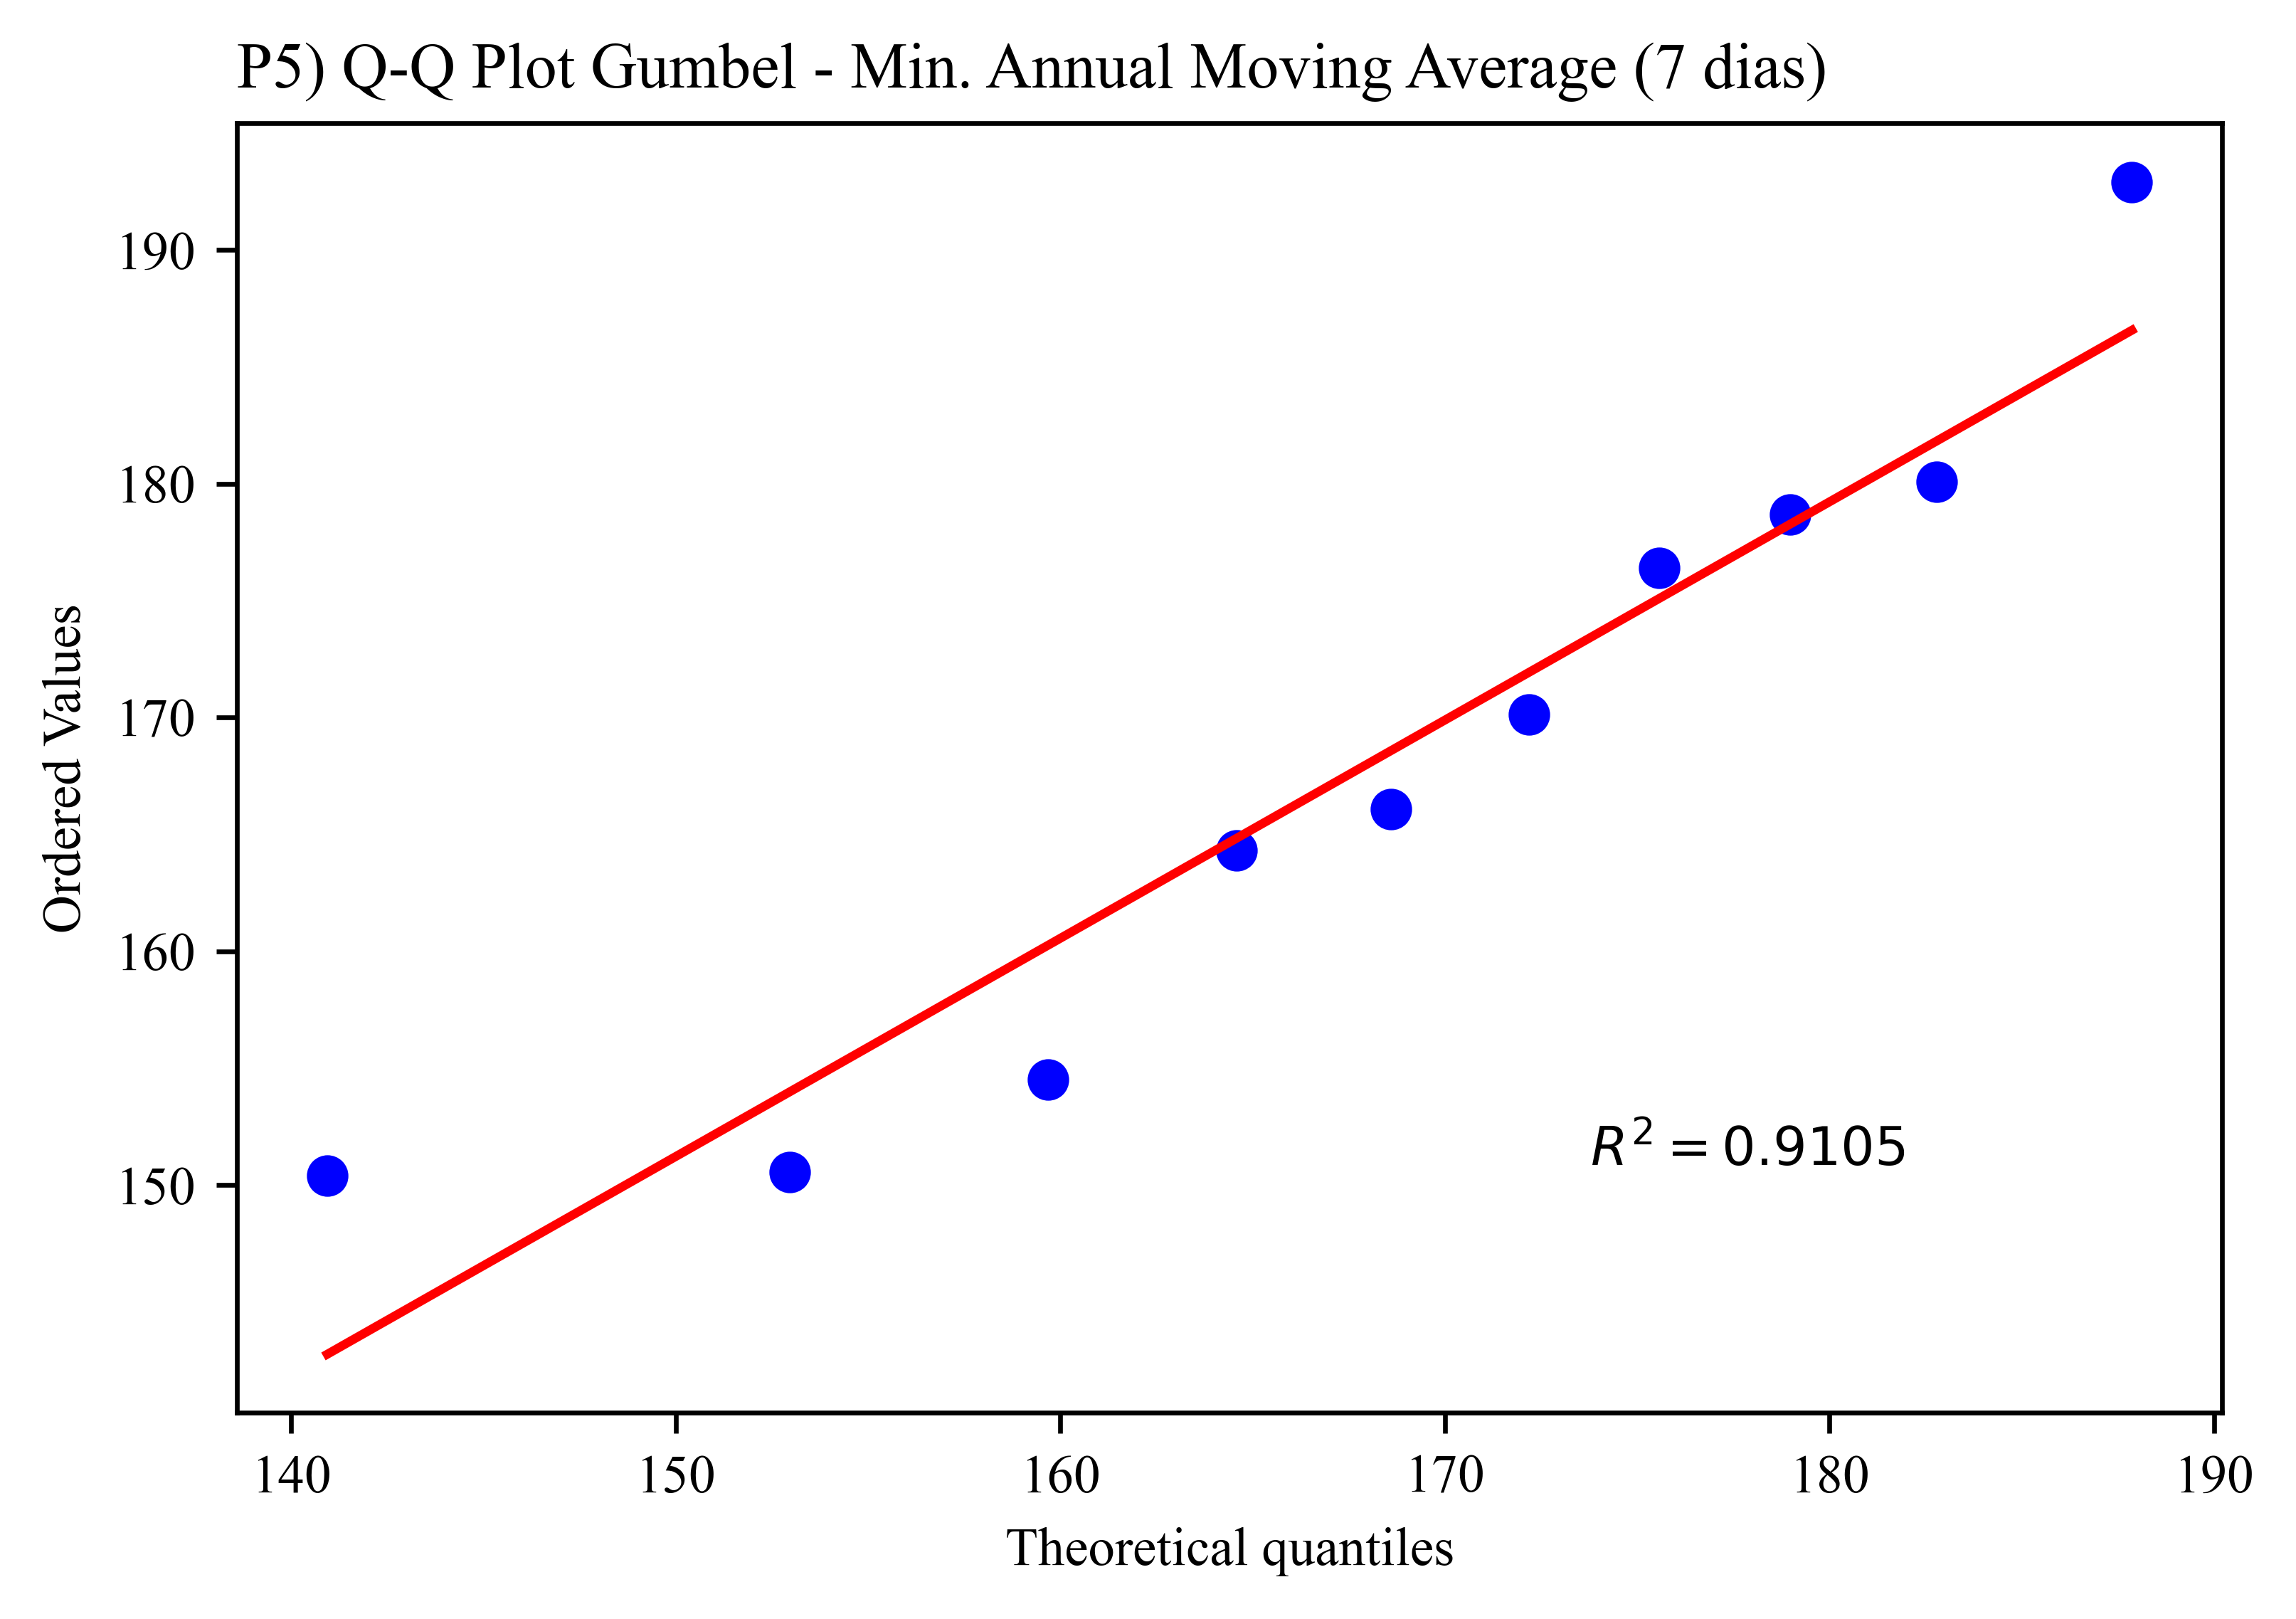 P5) Q-Q Plot Gumbel - Min. Annual Moving Average (7 dias)
190
180
170
160
150
Ordered Values
R² = 0.9105
140 150 160 170 180 190
Theoretical quantiles